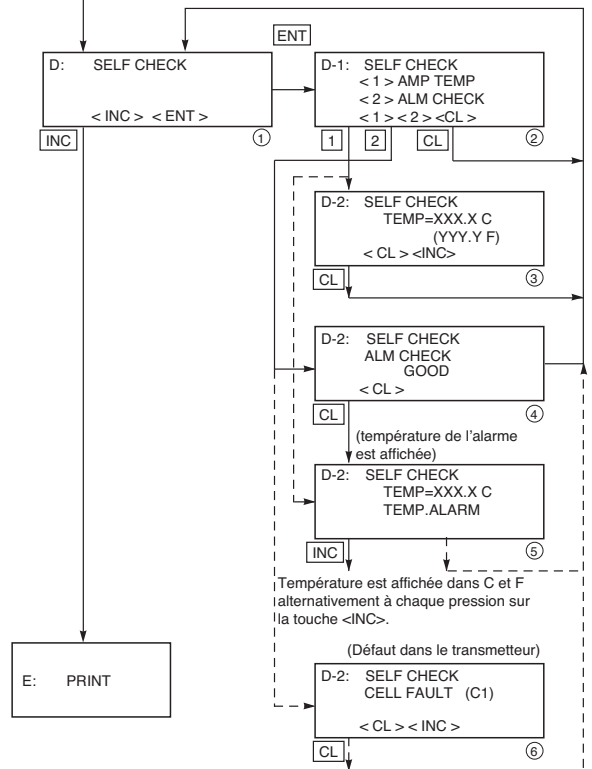 ENT
D: SELF CHECK
< INC > < ENT >
1
INC
D-1: SELF CHECK
< 1 > AMP TEMP
< 2 > ALM CHECK
< 1 > < 2 > <CL >
2
1
2
CL
D-2: SELF CHECK
TEMP=XXX.X C
(YYY.Y F)
< CL > <INC>
3
CL
D-2: SELF CHECK
ALM CHECK
GOOD
< CL >
4
CL
(température de l'alarme
est affichée)
D-2: SELF CHECK
TEMP=XXX.X C
TEMP.ALARM
5
INC
Température est affichée dans C et F
alternativement à chaque pression sur
la touche <INC>.
(Défaut dans le transmetteur)
D-2: SELF CHECK
CELL FAULT (C1)
< CL > < INC >
6
CL
E: PRINT